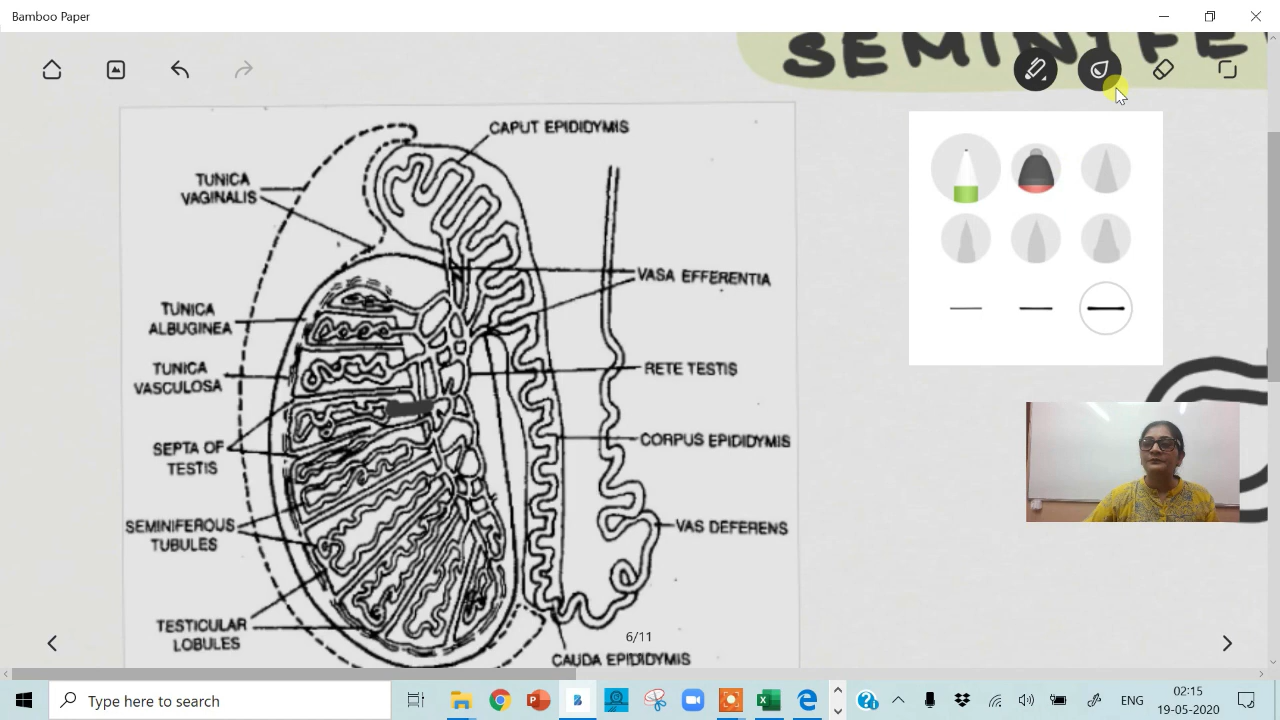 Bamboo Paper
SEMINIFE
CAPUT EPIDIDYMIS
TUNICA
VAGINALIS
VASA EFFERENTIA
TUNICA
ALBUGINEA
TUNICA
VASCULOSA
RETE TESTIS
SEPTA OF
TESTIS
CORPUS EPIDIDYMIS
SEMINIFEROUS
TUBULES
VAS DEFERENS
TESTICULAR
LOBULES
6/11
CAUDA EPIDIDYMIS
Type here to search
ENG
02:15
19-05-2020